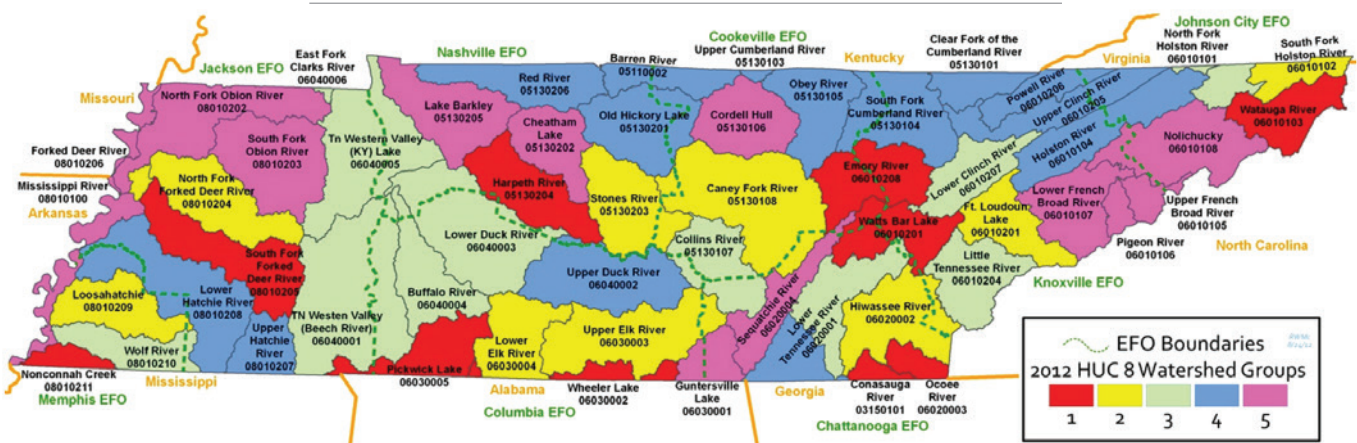 Johnson City EFO
Cookeville EFO
Nashville EFO
Jackson EFO
East Fork
Clarks River
06040006
Barren River
05110002
Upper Cumberland River
05130103
Kentucky
Clear Fork of the
Cumberland River
05130101
Virginia
North Fork
Holston River
06010101
South Fork
Holston River
06010102
Missouri
North Fork Obion River
08010202
South Fork
Obion River
08010203
Tn Western Valley
(KY) Lake
06040005
Lake Barkley
05130205
Red River
05130206
Cheatham
Lake
05130202
Old Hickory Lake
05130201
Cordell Hull
05130106
Obey River
05130105
South Fork
Cumberland River
05130104
Powell River
06010206
Upper Clinch River
06010205
Holston River
06010104
Watauga River
06010103
Nolichucky
06010108
Forked Deer River
08010206
Mississippi River
08010100
Arkansas
North Fork
Forked Deer River
08010204
Harpeth River
05130204
Stones River
05130203
Caney Fork River
05130108
Emory River
06010208
Lower Clinch River
06010207
Lower French
Broad River
06010107
Upper French
Broad River
06010105
Pigeon River
06010106
North Carolina
Ft. Loudoun
Lake
06010201
Watts Bar Lake
06010201
Lower Duck River
06040003
Collins River
05130107
Little
Tennessee River
06010204
Knoxville EFO
South Fork
Forked
Deer River
08010205
Upper Duck River
06040002
Buffalo River
06040004
Sequatchie River
06020004
Hiwassee River
06020002
Loosahatchie
08010209
Lower
Hatchie River
08010208
TN Westen Valley
(Beech River)
06040001
Upper Elk River
06030003
Lower
Tennessee River
06020001
Wolf River
08010210
Upper
Hatchie
River
08010207
Lower
Elk River
06030004
Nonconnah Creek
08010211
Memphis EFO
Mississippi
Pickwick Lake
06030005
Alabama
Columbia EFO
Wheeler Lake
06030002
Guntersville
Lake
06030001
Georgia
Conasauga
River
03150101
Ocoee
River
06020003
Chattanooga EFO
EFO Boundaries
2012 HUC 8 Watershed Groups
1 2 3 4 5